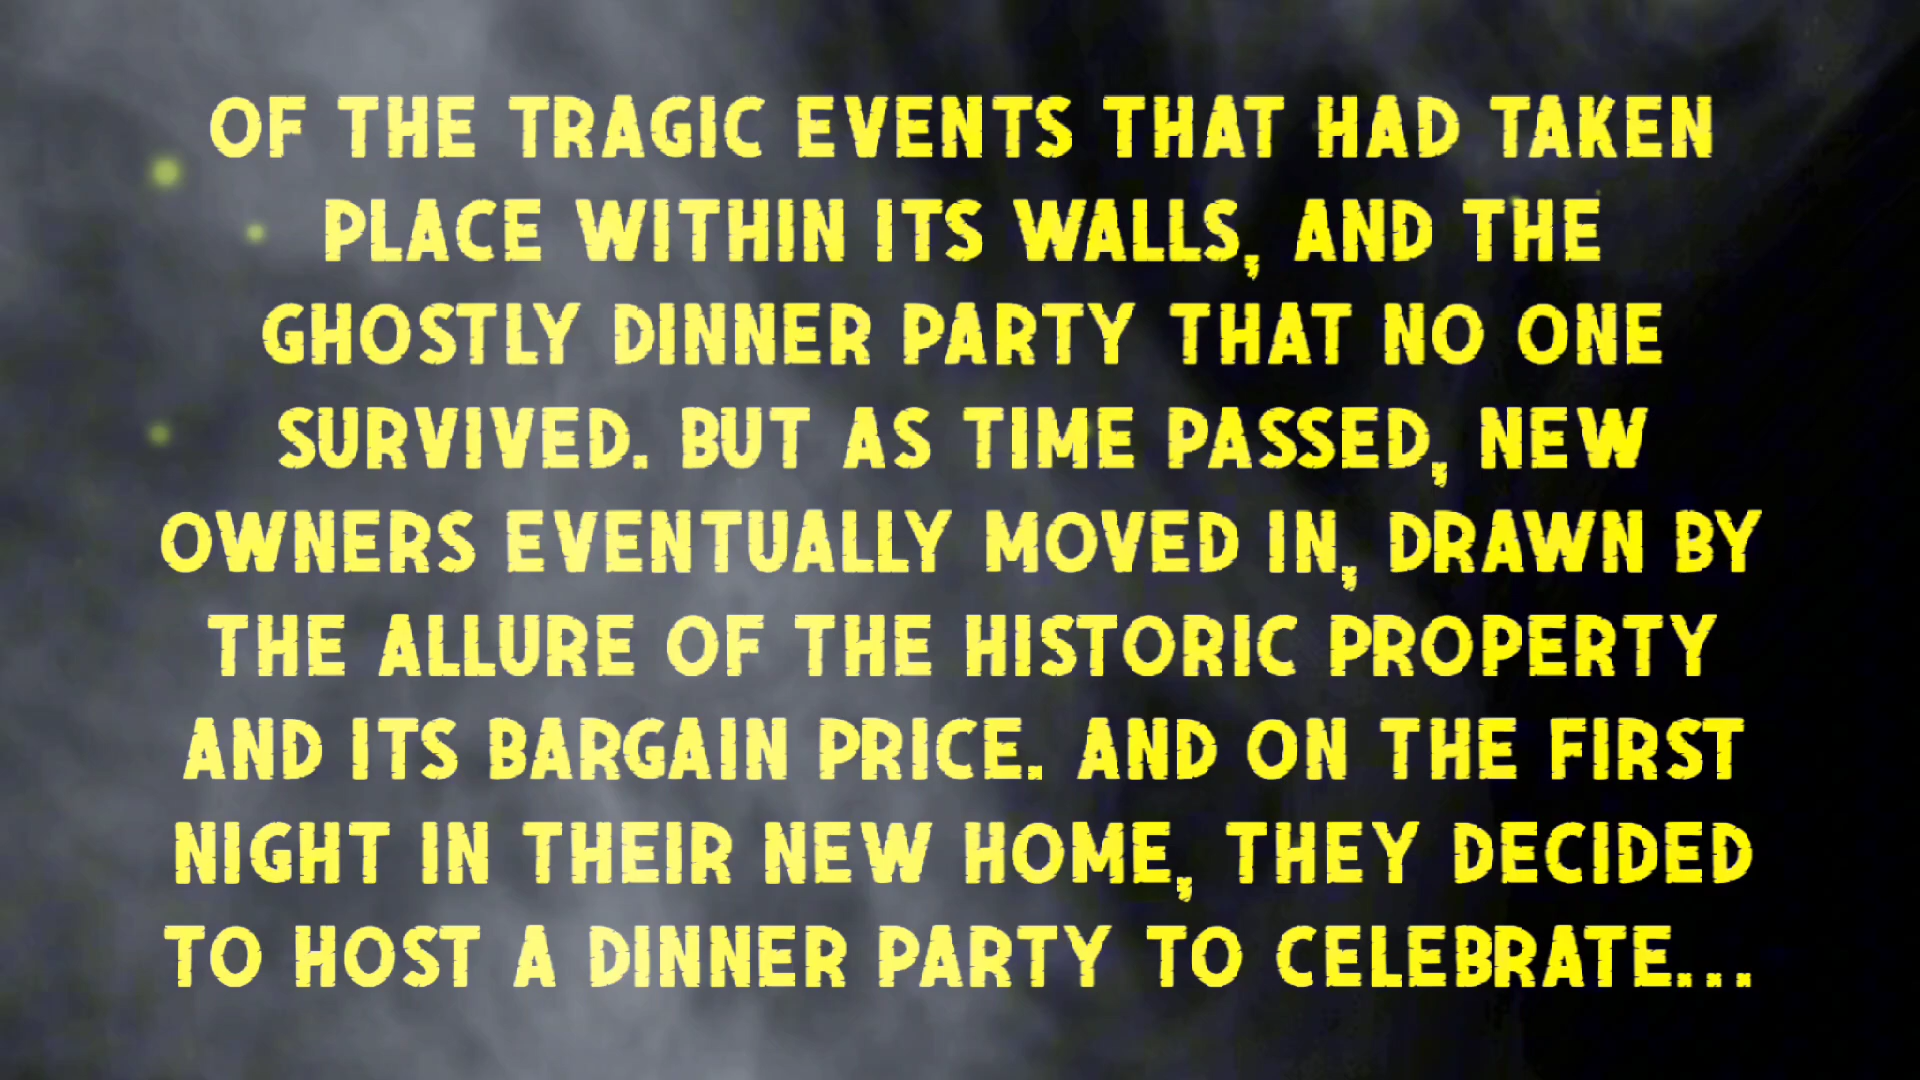 OF THE TRAGIC EVENTS THAT HAD TAKEN
PLACE WITHIN ITS WALLS, AND THE
GHOSTLY DINNER PARTY THAT NO ONE
SURVIVED. BUT AS TIME PASSED, NEW
OWNERS EVENTUALLY MOVED IN, DRAWN BY
THE ALLURE OF THE HISTORIC PROPERTY
AND ITS BARGAIN PRICE. AND ON THE FIRST
NIGHT IN THEIR NEW HOME, THEY DECIDED
TO HOST A DINNER PARTY TO CELEBRATE...